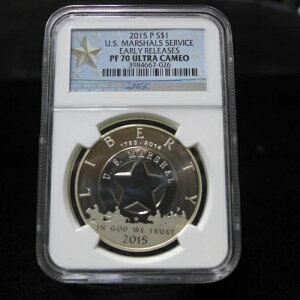 2015 P S$1
U.S. MARSHALS SERVICE
EARLY RELEASES
PF 70 ULTRA CAMEO
3984667-026
NGC
LIBERTY
1789-2014
U.S. MARSHAL
IN GOD WE TRUST
2015